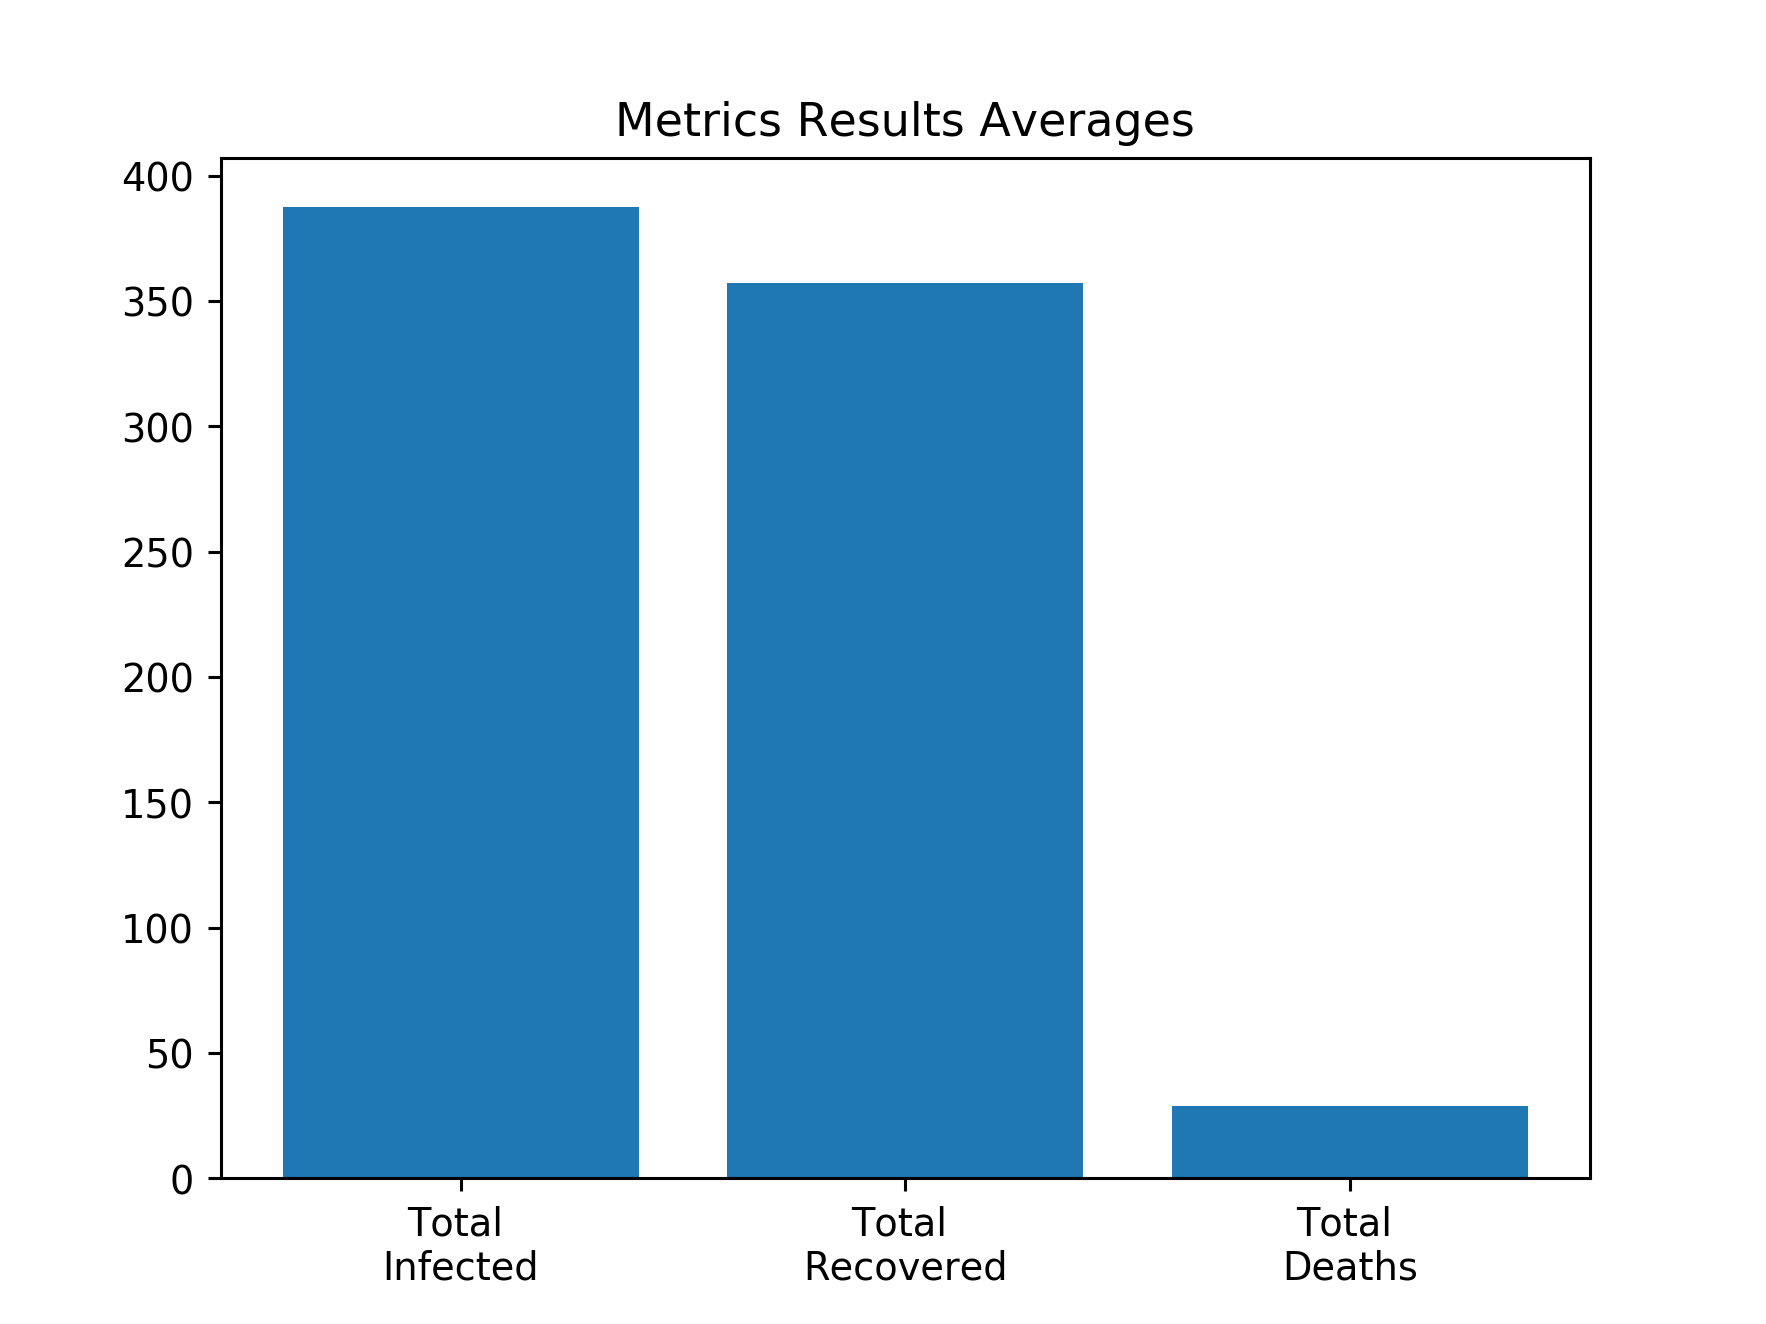 Metrics Results Averages
400
350
300
250
200
150
100
50
0
Total
Infected
Total
Recovered
Total
Deaths